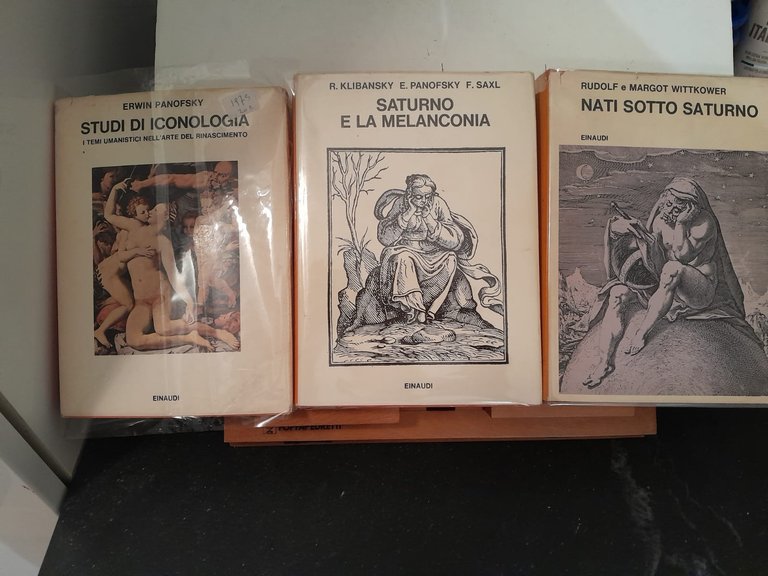 ERWIN PANOFSKY
STUDI DI ICONOLOGIA
I TEMI UMANISTICI NELL'ARTE DEL RINASCIMENTO
1975
EINAUDI
R. KLIBANSKY E. PANOFSKY F. SAXL
SATURNO
E LA MELANCONIA
EINAUDI
RUDOLF e MARGOT WITTKOWER
NATI SOTTO SATURNO
EINAUDI